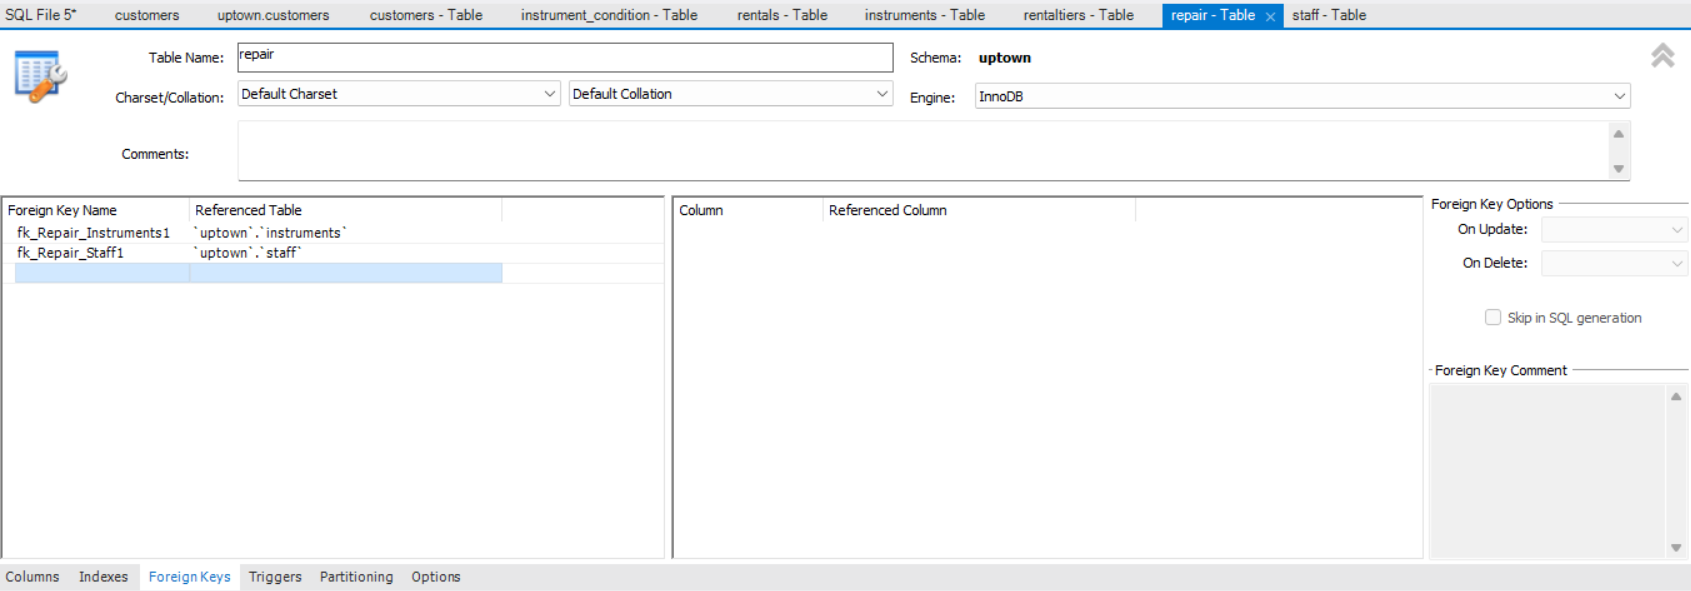 SQL File 5* customers uptown.customers customers - Table instrument_condition - Table rentals - Table instruments - Table rentaltiers - Table repair - Table × staff - Table
Table Name: repair Schema: uptown
Charset/Collation: Default Charset Default Collation Engine: InnoDB
Comments:
Foreign Key Name Referenced Table Column Referenced Column Foreign Key Options
fk_Repair_Instruments1 `uptown`.`instruments` On Update:
fk_Repair_Staff1 `uptown`.`staff` On Delete:
Skip in SQL generation
Foreign Key Comment
Columns Indexes Foreign Keys Triggers Partitioning Options